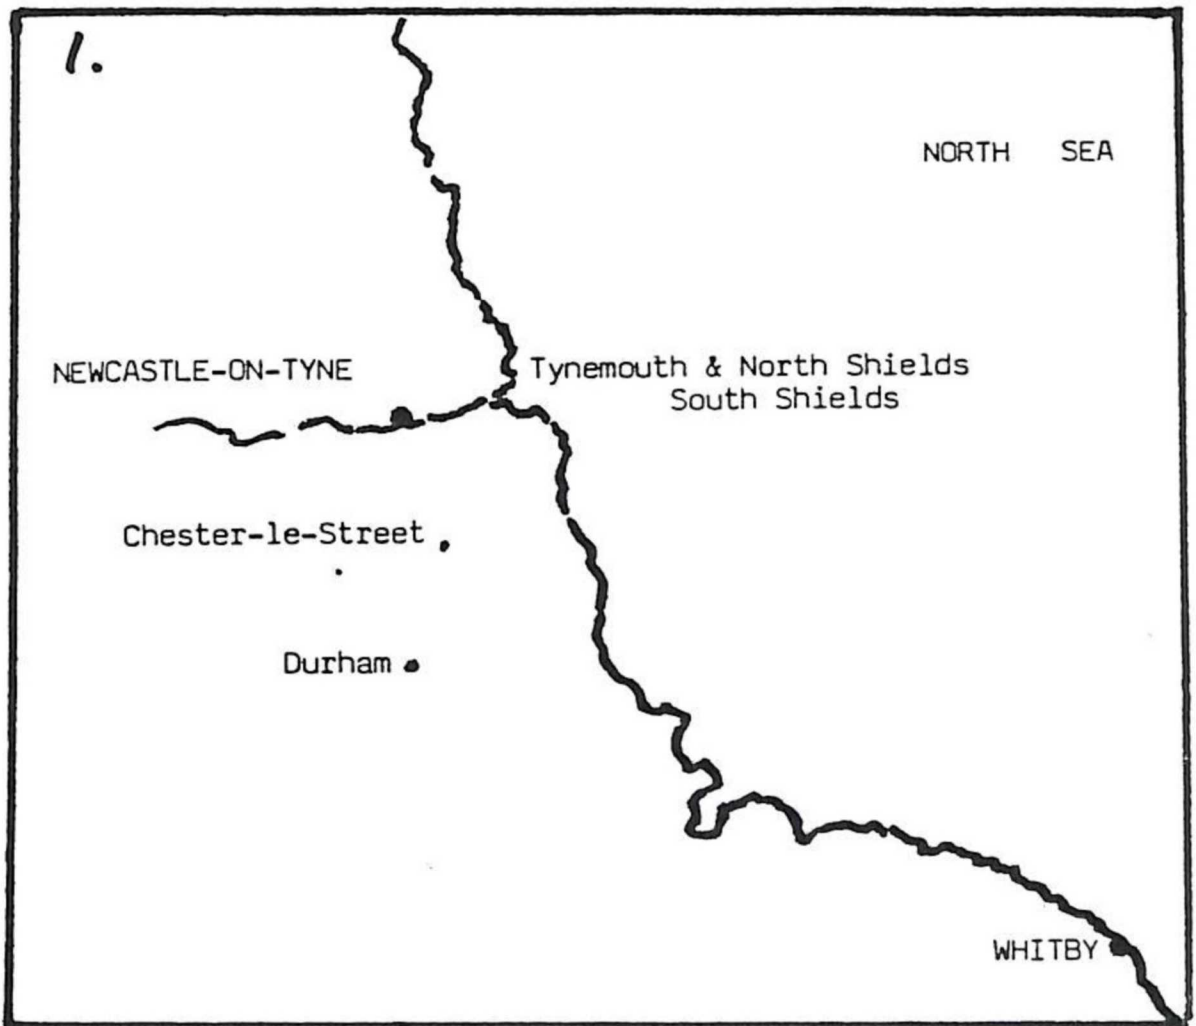 1.
NORTH SEA
NEWCASTLE-ON-TYNE
Tynemouth & North Shields
South Shields
Chester-le-Street
Durham
WHITBY